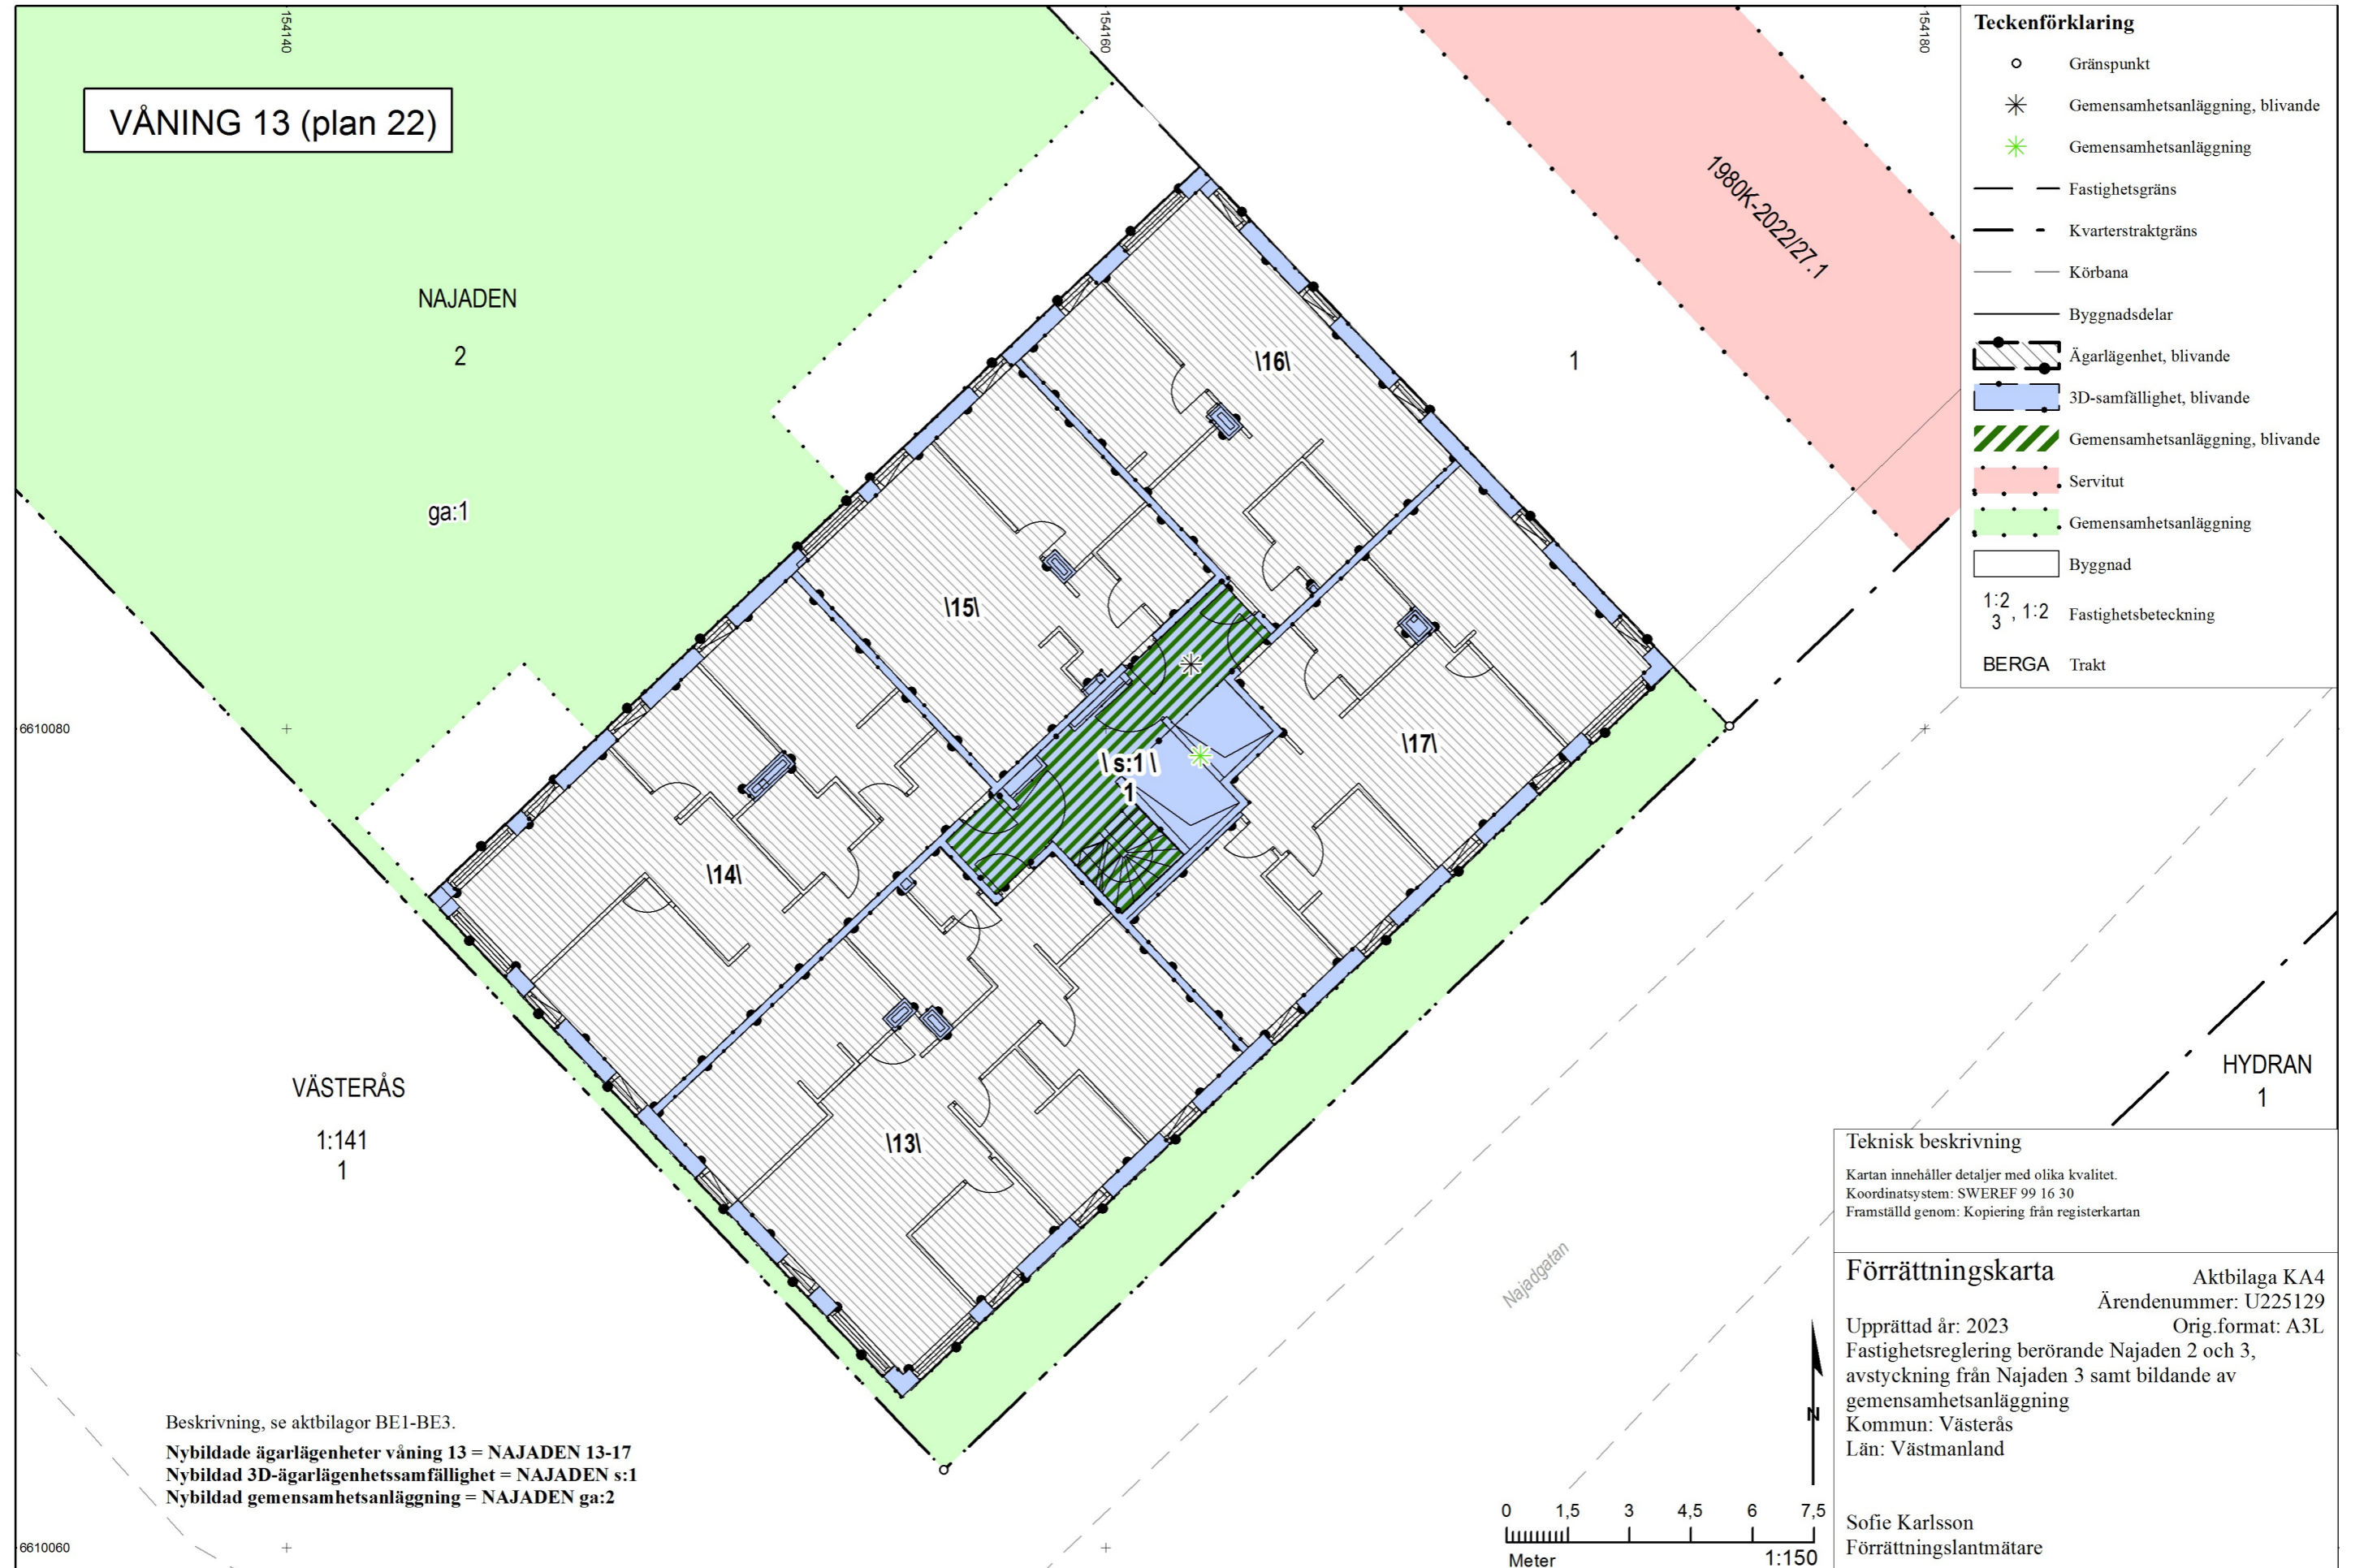 154140
154160
154180
VÅNING 13 (plan 22)
NAJADEN
2
ga:1
1980K-2022/27.1
1
\16\
\15\
\17\
\ s:1 \
1
\14\
\13\
6610080
6610060
VÄSTERÅS
1:141
1
HYDRAN
1
Najadgatan
Teckenförklaring
Gränspunkt
Gemensamhetsanläggning, blivande
Gemensamhetsanläggning
Fastighetsgräns
Kvarterstraktgräns
Körbana
Byggnadsdelar
Ägarlägenhet, blivande
3D-samfällighet, blivande
Gemensamhetsanläggning, blivande
Servitut
Gemensamhetsanläggning
Byggnad
1:2
3 , 1:2 Fastighetsbeteckning
BERGA Trakt
Beskrivning, se aktbilagor BE1-BE3.
Nybildade ägarlägenheter våning 13 = NAJADEN 13-17
Nybildad 3D-ägarlägenhetssamfällighet = NAJADEN s:1
Nybildad gemensamhetsanläggning = NAJADEN ga:2
0 1,5 3 4,5 6 7,5
Meter 1:150
N
Teknisk beskrivning
Kartan innehåller detaljer med olika kvalitet.
Koordinatsystem: SWEREF 99 16 30
Framställd genom: Kopiering från registerkartan
Förrättningskarta
Aktbilaga KA4
Ärendenummer: U225129
Upprättad år: 2023 Orig.format: A3L
Fastighetsreglering berörande Najaden 2 och 3,
avstyckning från Najaden 3 samt bildande av
gemensamhetsanläggning
Kommun: Västerås
Län: Västmanland
Sofie Karlsson
Förrättningslantmätare